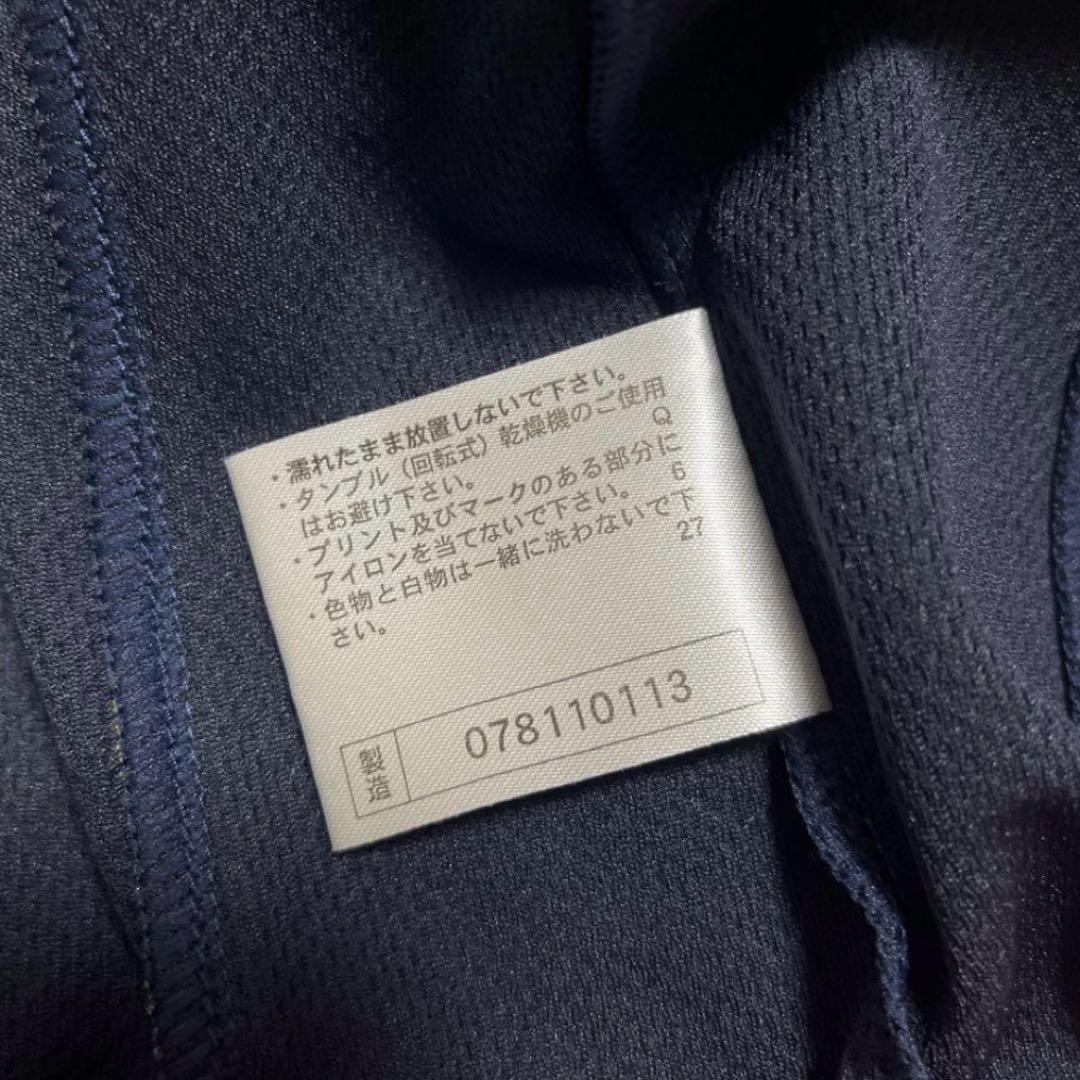 ・濡れたまま放置しないで下さい。
・タンブル（回転式）乾燥機のご使用
はお避け下さい。
Q
・プリント及びマークのある部分に
アイロンを当てないで下さい。
6
・色物と白物は一緒に洗わないで下
さい。
27
製造 078110113